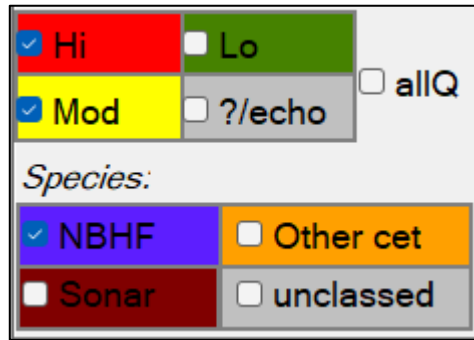 Hi Lo
allQ
Mod ?/echo
Species:
NBHF Other cet
Sonar unclassed